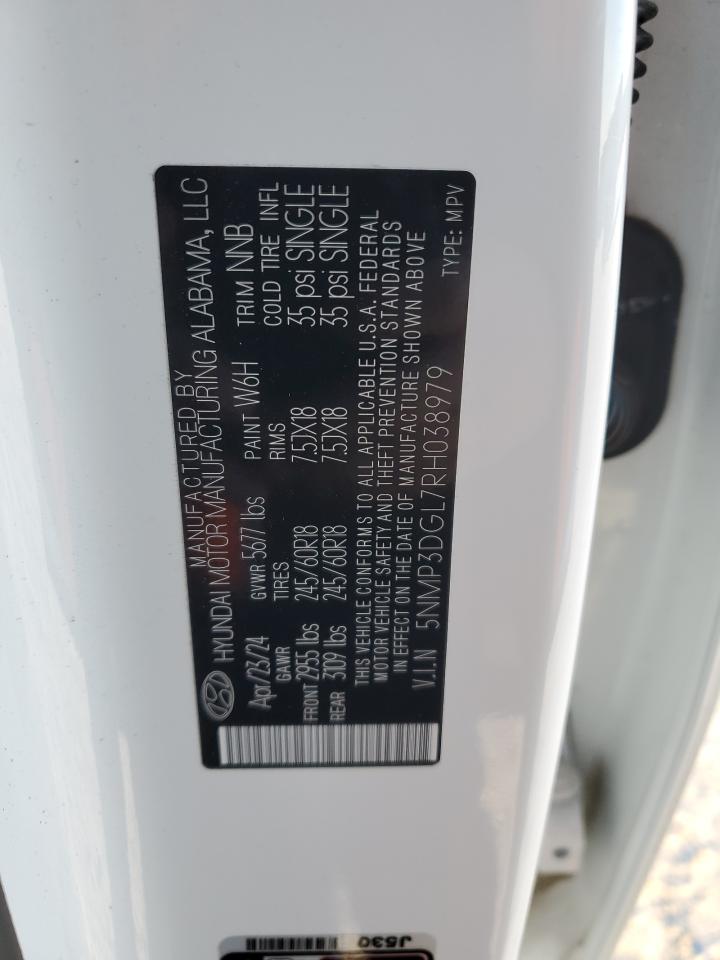 MANUFACTURED BY
HYUNDAI MOTOR MANUFACTURING ALABAMA, LLC
Apr/23/24 GVWR 5677 lbs PAINT W6H TRIM NNB
GAWR TIRES RIMS COLD TIRE INFL
FRONT 2955 lbs 245/60R18 7.5JX18 35 psi SINGLE
REAR 3109 lbs 245/60R18 7.5JX18 35 psi SINGLE
THIS VEHICLE CONFORMS TO ALL APPLICABLE U.S.A. FEDERAL
MOTOR VEHICLE SAFETY AND THEFT PREVENTION STANDARDS
IN EFFECT ON THE DATE OF MANUFACTURE SHOWN ABOVE
V.I.N 5NMP3DGL7RH038979 TYPE: MPV
J530